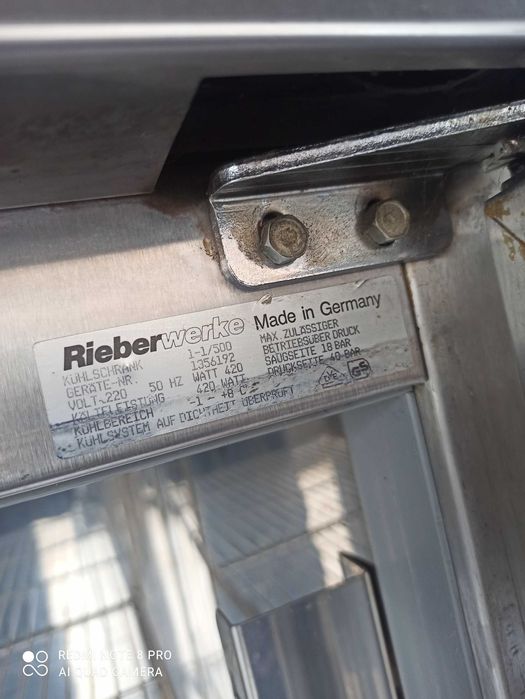 Rieberwerke Made in Germany
KÜHLSCHRANK 1-1/500
GERÄTE-NR. 1356192
VOLT~220 50 HZ WATT 420
KÄLTELEISTUNG 420 WATT
KÜHLBEREICH -1 - +8 C
KÜHLSYSTEM AUF DICHTHEIT ÜBERPRÜFT
MAX ZULÄSSIGER
BETRIEBSÜBERDRUCK
SAUGSEITE 18 BAR
DRUCKSEITE 40 BAR
GS
REDMI NOTE 8 PRO
AI QUAD CAMERA